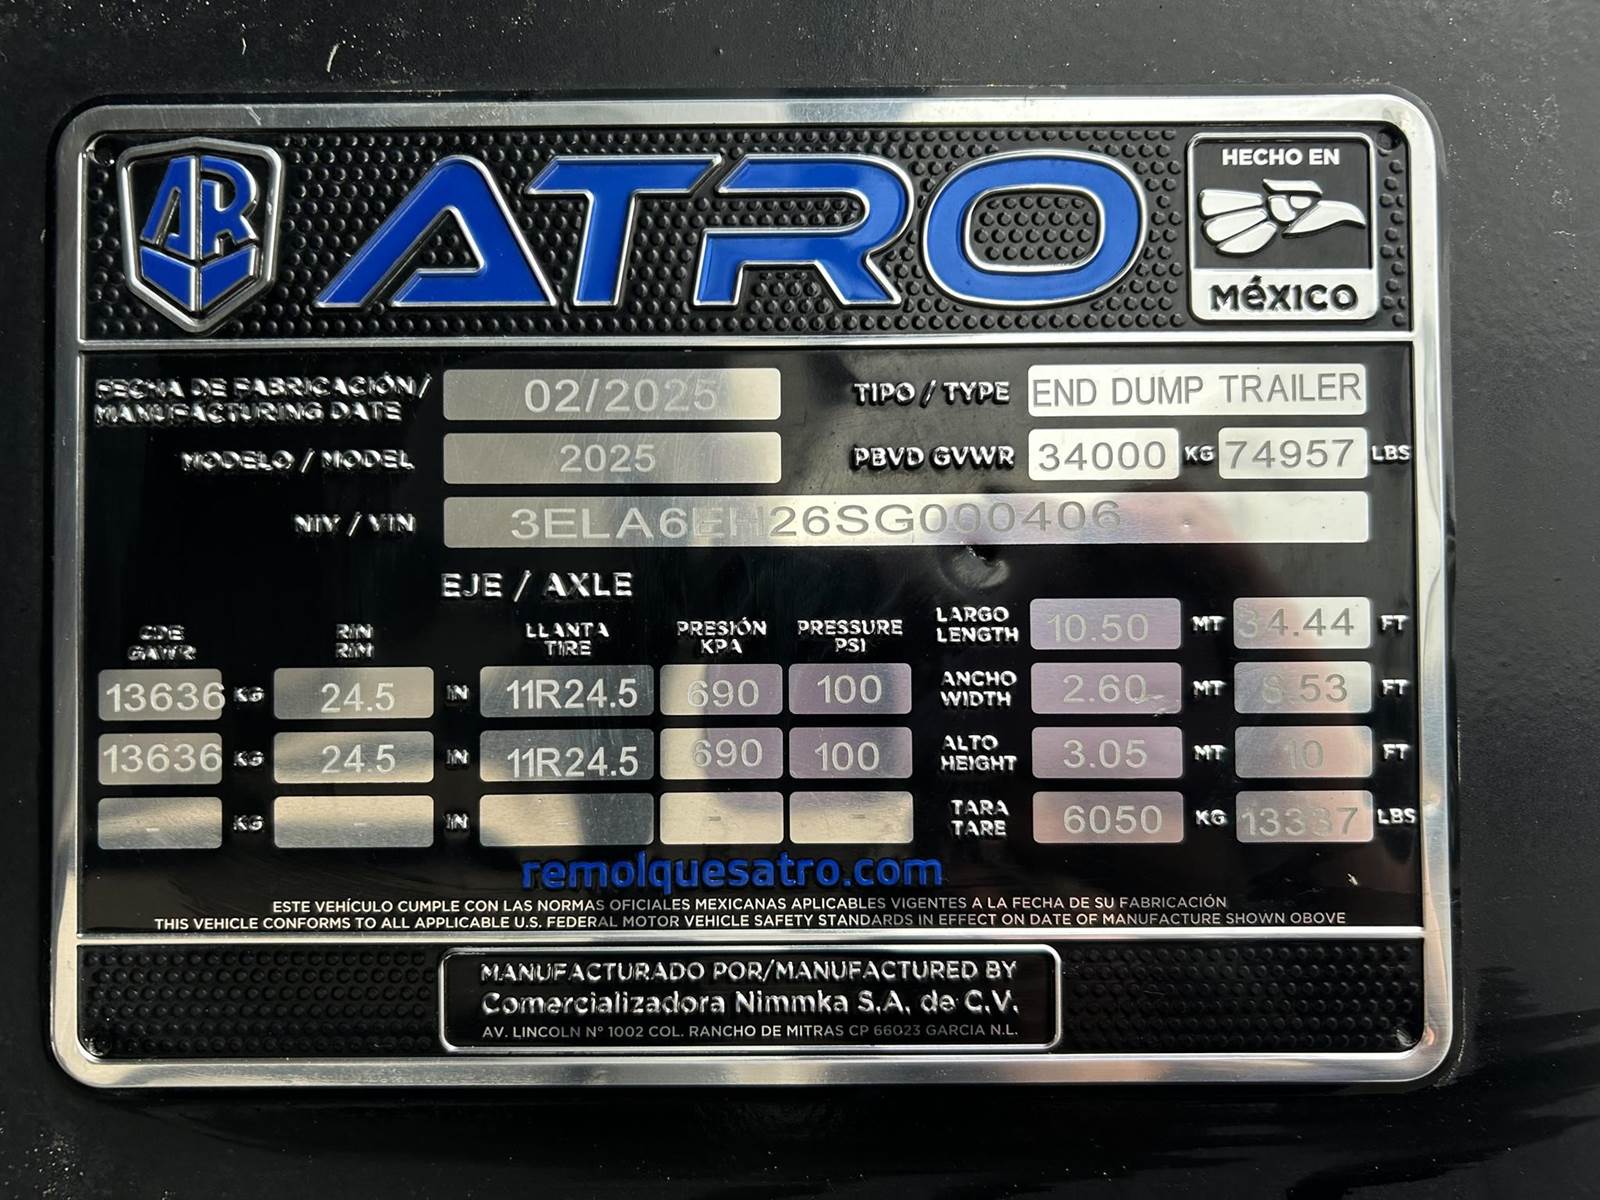 AR ATRO
HECHO EN
MÉXICO
FECHA DE FABRICACIÓN/
MANUFACTURING DATE 02/2025
TIPO / TYPE END DUMP TRAILER
MODELO / MODEL 2025
PBVD GVWR 34000 KG 74957 LBS
NIV / VIN 3ELA6EH26SG000406
EJE / AXLE
CDE
GAWR
RIN
RIM
LLANTA
TIRE
PRESIÓN
KPA
PRESSURE
PSI
13636 KG 24.5 IN 11R24.5 690 100
13636 KG 24.5 IN 11R24.5 690 100
- KG - IN - - -
LARGO
LENGTH 10.50 MT 34.44 FT
ANCHO
WIDTH 2.60 MT 8.53 FT
ALTO
HEIGHT 3.05 MT 10 FT
TARA
TARE 6050 KG 13337 LBS
remolquesatro.com
ESTE VEHÍCULO CUMPLE CON LAS NORMAS OFICIALES MEXICANAS APLICABLES VIGENTES A LA FECHA DE SU FABRICACIÓN
THIS VEHICLE CONFORMS TO ALL APPLICABLE U.S. FEDERAL MOTOR VEHICLE SAFETY STANDARDS IN EFFECT ON DATE OF MANUFACTURE SHOWN OBOVE
MANUFACTURADO POR/MANUFACTURED BY
Comercializadora Nimmka S.A. de C.V.
AV. LINCOLN N° 1002 COL. RANCHO DE MITRAS CP 66023 GARCIA N.L.